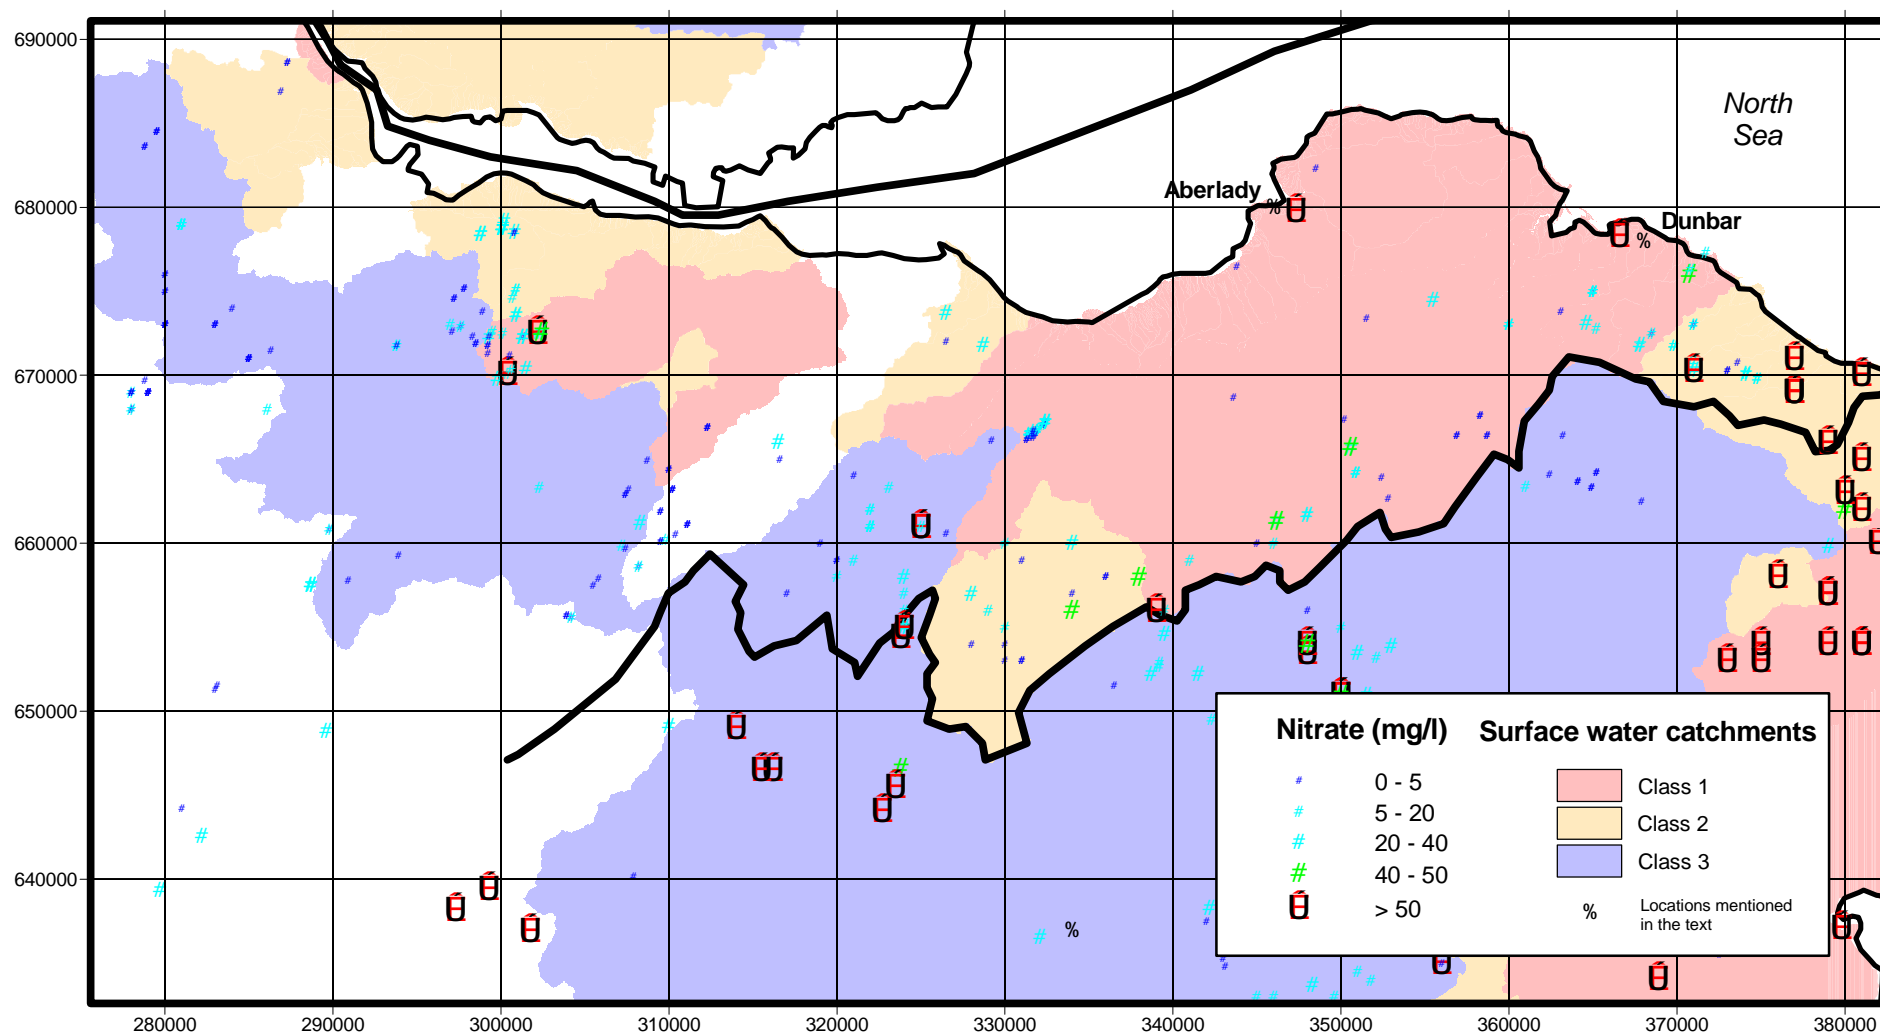 690000
680000
670000
660000
650000
640000
North
Sea
Aberlady
%
Dunbar
%
%
Nitrate (mg/l)
0 - 5
5 - 20
20 - 40
40 - 50
> 50
Surface water catchments
Class 1
Class 2
Class 3
% Locations mentioned
in the text
280000 290000 300000 310000 320000 330000 340000 350000 360000 370000 380000